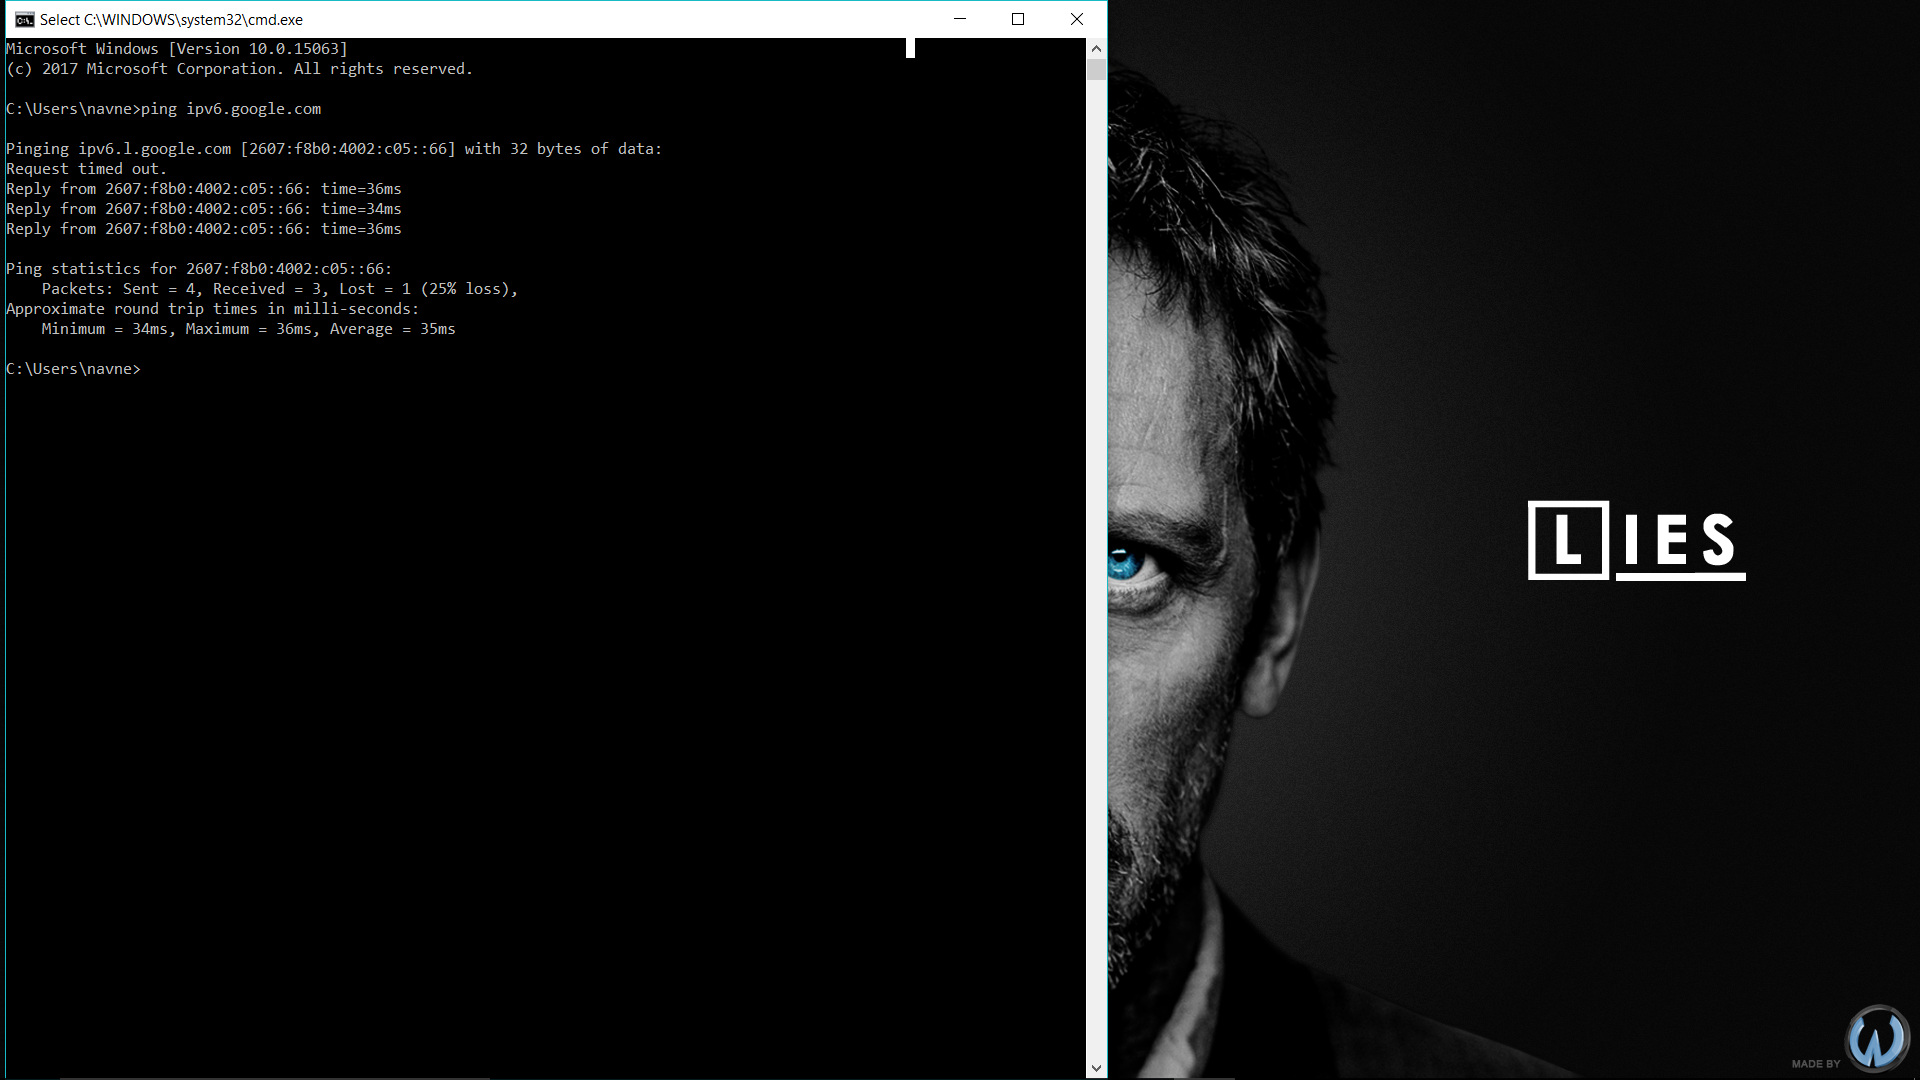 Select C:\WINDOWS\system32\cmd.exe
Microsoft Windows [Version 10.0.15063]
(c) 2017 Microsoft Corporation. All rights reserved.
C:\Users\navne>ping ipv6.google.com
Pinging ipv6.l.google.com [2607:f8b0:4002:c05::66] with 32 bytes of data:
Request timed out.
Reply from 2607:f8b0:4002:c05::66: time=36ms
Reply from 2607:f8b0:4002:c05::66: time=34ms
Reply from 2607:f8b0:4002:c05::66: time=36ms
Ping statistics for 2607:f8b0:4002:c05::66:
    Packets: Sent = 4, Received = 3, Lost = 1 (25% loss),
Approximate round trip times in milli-seconds:
    Minimum = 34ms, Maximum = 36ms, Average = 35ms
C:\Users\navne>
LIES
MADE BY